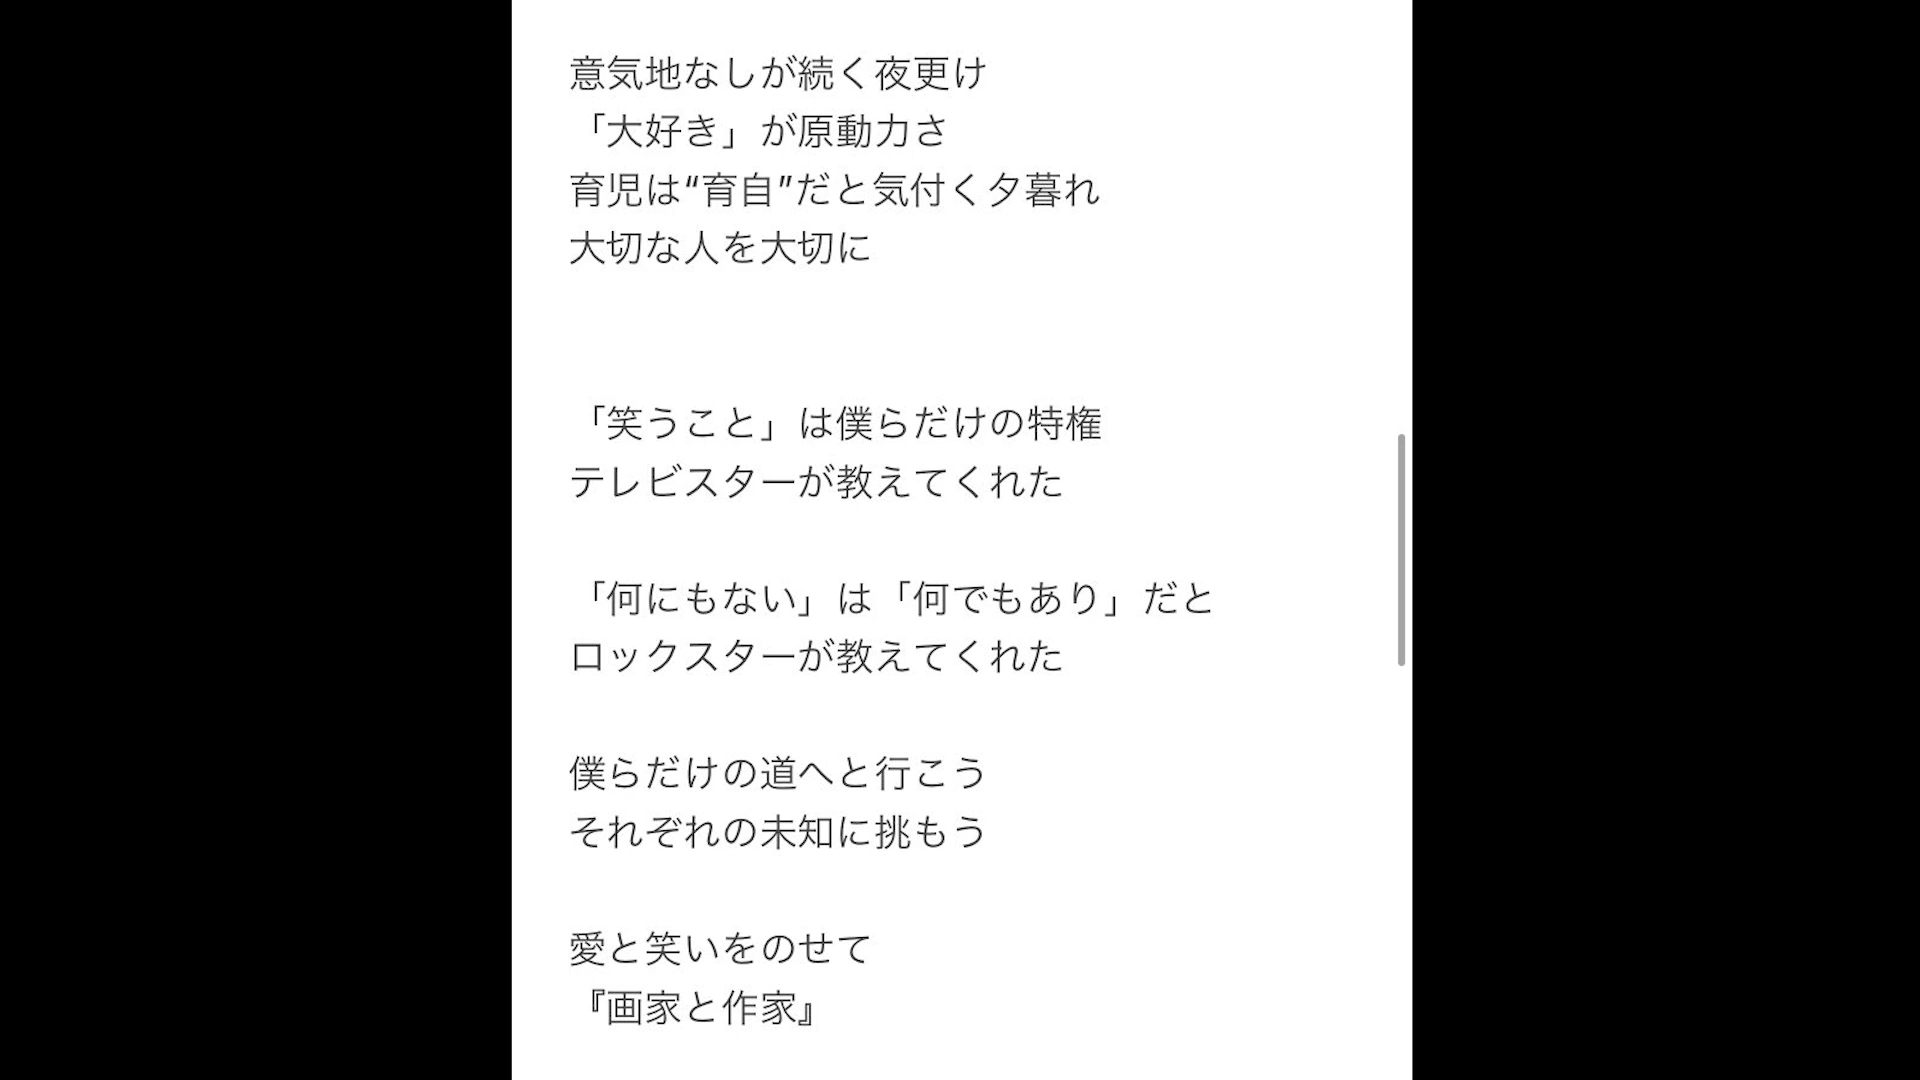 意気地なしが続く夜更け
「大好き」が原動力さ
育児は“育自”だと気付く夕暮れ
大切な人を大切に
「笑うこと」は僕らだけの特権
テレビスターが教えてくれた
「何にもない」は「何でもあり」だと
ロックスターが教えてくれた
僕らだけの道へと行こう
それぞれの未知に挑もう
愛と笑いをのせて
『画家と作家』